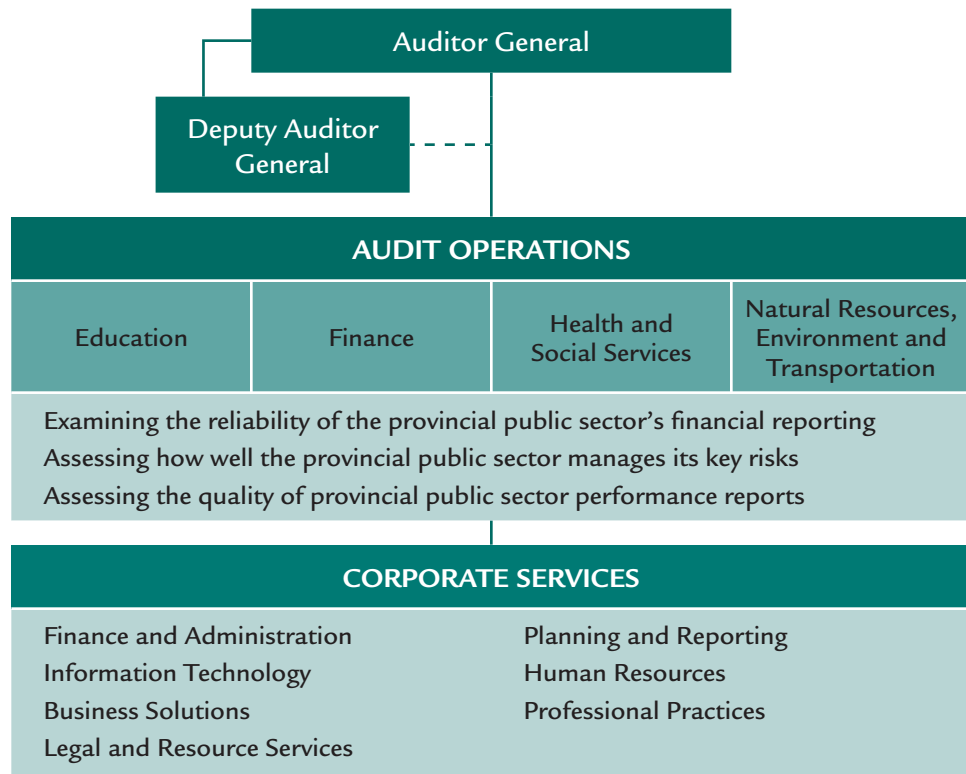 Auditor General
Deputy Auditor
General
AUDIT OPERATIONS
Education
Finance
Health and
Social Services
Natural Resources,
Environment and
Transportation
Examining the reliability of the provincial public sector’s financial reporting
Assessing how well the provincial public sector manages its key risks
Assessing the quality of provincial public sector performance reports
CORPORATE SERVICES
Finance and Administration
Information Technology
Business Solutions
Legal and Resource Services
Planning and Reporting
Human Resources
Professional Practices